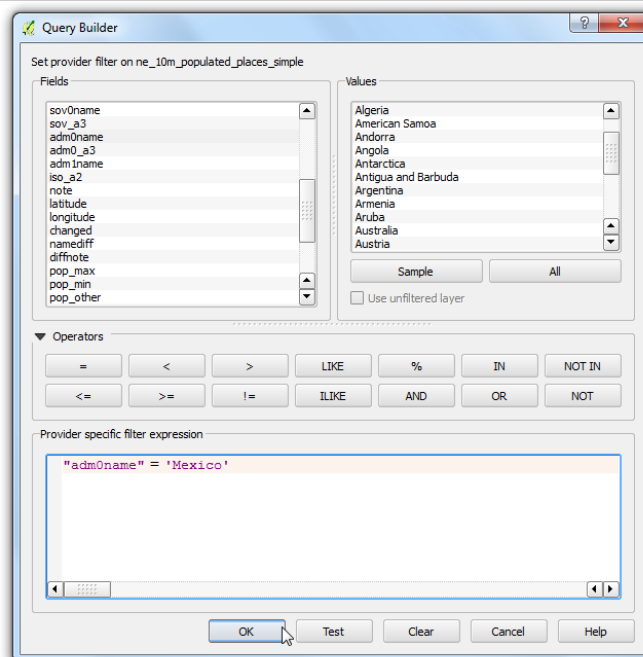 Query Builder
Set provider filter on ne_10m_populated_places_simple
Fields
sov0name
sov_a3
adm0name
adm0_a3
adm1name
iso_a2
note
latitude
longitude
changed
namediff
diffnote
pop_max
pop_min
pop_other
Values
Algeria
American Samoa
Andorra
Angola
Antarctica
Antigua and Barbuda
Argentina
Armenia
Aruba
Australia
Austria
Sample All
Use unfiltered layer
Operators
= < > LIKE % IN NOT IN
<= >= != ILIKE AND OR NOT
Provider specific filter expression
"adm0name" = 'Mexico'
OK Test Clear Cancel Help